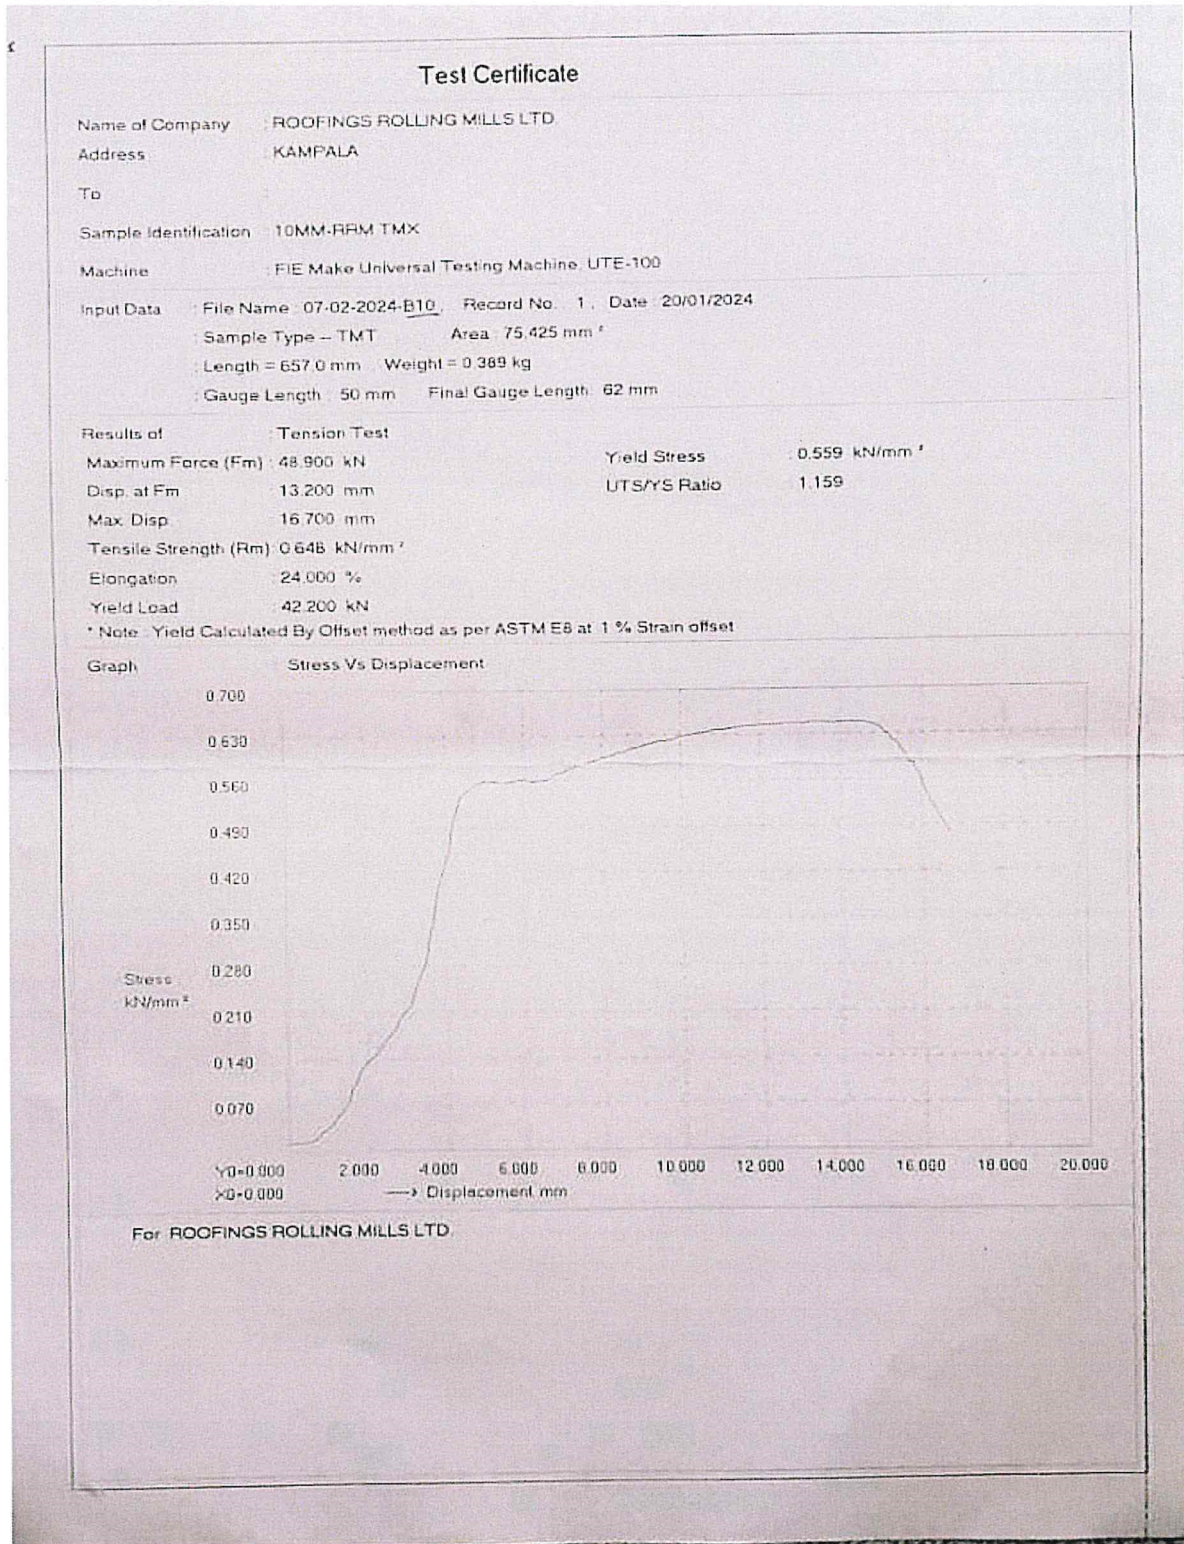 Test Certificate
Name of Company : ROOFINGS ROLLING MILLS LTD.
Address : KAMPALA
To :
Sample Identification : 10MM-RRM TMX
Machine : FIE Make Universal Testing Machine, UTE-100
Input Data : File Name : 07-02-2024-B10, Record No. 1, Date : 20/01/2024
: Sample Type – TMT Area : 75.425 mm ²
: Length = 657.0 mm Weight = 0.389 kg
: Gauge Length : 50 mm Final Gauge Length: 62 mm
Results of : Tension Test
Maximum Force (Fm) : 48.900 kN Yield Stress : 0.559 kN/mm ²
Disp. at Fm : 13.200 mm UTS/YS Ratio : 1.159
Max. Disp. : 16.700 mm
Tensile Strength (Rm) : 0.648 kN/mm ²
Elongation : 24.000 %
Yield Load : 42.200 kN
* Note : Yield Calculated By Offset method as per ASTM E8 at 1 % Strain offset
Graph : Stress Vs Displacement
0.700
0.630
0.560
0.490
0.420
0.350
0.280
Stress
kN/mm ²
0.210
0.140
0.070
Y0=0.000 2.000 4.000 6.000 8.000 10.000 12.000 14.000 16.000 18.000 20.000
X0=0.000 → Displacement mm
For ROOFINGS ROLLING MILLS LTD.